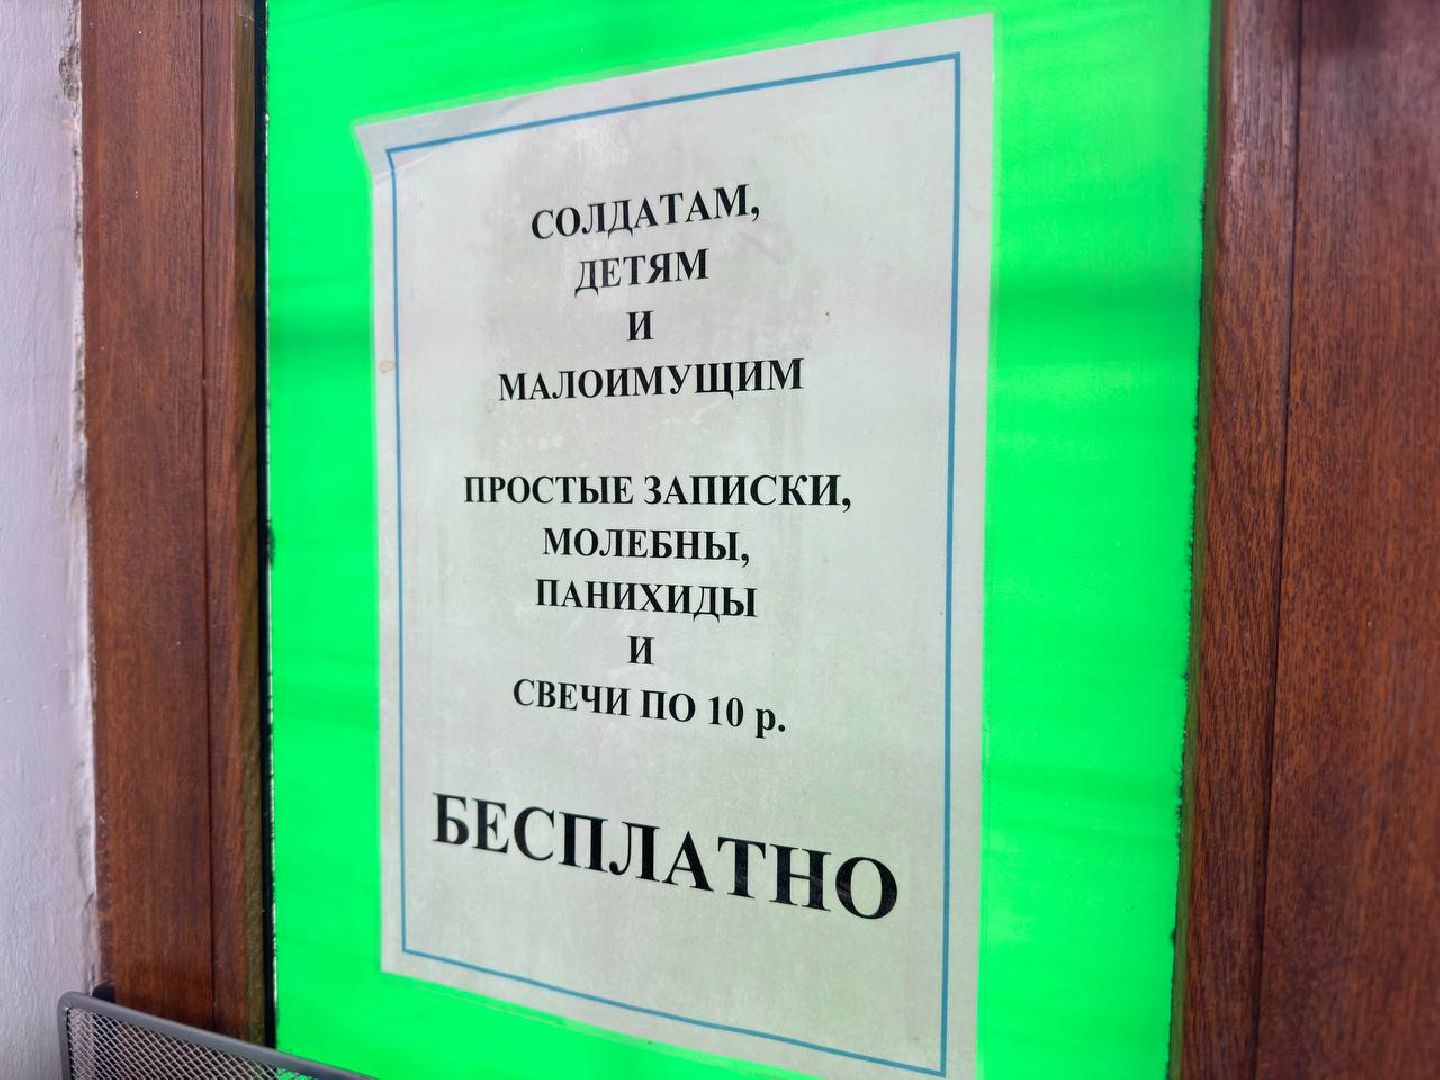 СОЛДАТАМ,
ДЕТЯМ
И
МАЛОИМУЩИМ
ПРОСТЫЕ ЗАПИСКИ,
МОЛЕБНЫ,
ПАНИХИДЫ
И
СВЕЧИ ПО 10 р.
БЕСПЛАТНО